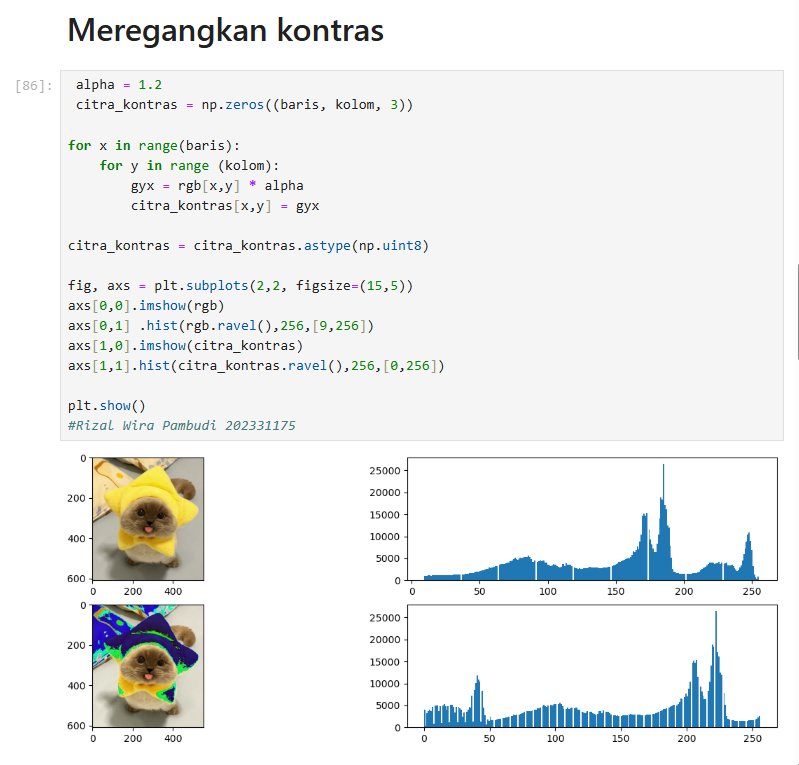 Meregangkan kontras
[86]:
alpha = 1.2
citra_kontras = np.zeros((baris, kolom, 3))
for x in range(baris):
for y in range (kolom):
gyx = rgb[x,y] * alpha
citra_kontras[x,y] = gyx
citra_kontras = citra_kontras.astype(np.uint8)
fig, axs = plt.subplots(2,2, figsize=(15,5))
axs[0,0].imshow(rgb)
axs[0,1] .hist(rgb.ravel(),256,[9,256])
axs[1,0].imshow(citra_kontras)
axs[1,1].hist(citra_kontras.ravel(),256,[0,256])
plt.show()
#Rizal Wira Pambudi 202331175
0
200
400
600
0 200 400
25000
20000
15000
10000
5000
0
0 50 100 150 200 250
0
200
400
600
0 200 400
25000
20000
15000
10000
5000
0
0 50 100 150 200 250